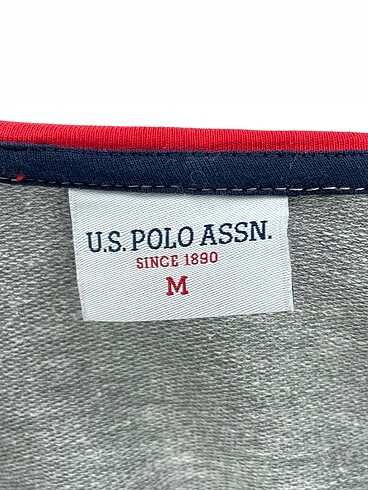 U.S. POLO ASSN.
SINCE 1890
M